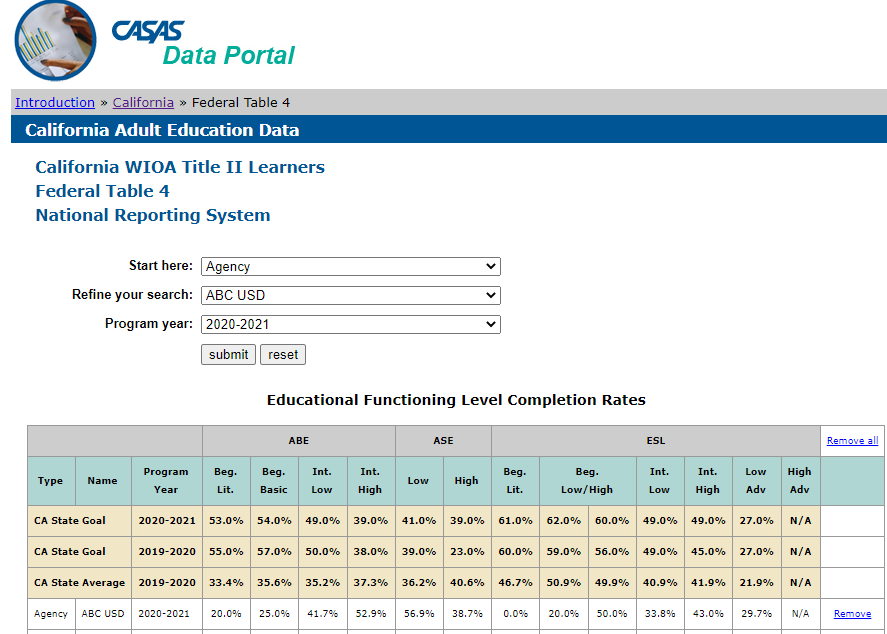 CASAS
Data Portal
Introduction » California » Federal Table 4
California Adult Education Data
California WIOA Title II Learners
Federal Table 4
National Reporting System
Start here: Agency
Refine your search: ABC USD
Program year: 2020-2021
submit reset
Educational Functioning Level Completion Rates
ABE ASE ESL Remove all
Type Name Program Year Beg. Lit. Beg. Basic Int. Low Int. High Low High Beg. Lit. Beg. Low/High Int. Low Int. High Low Adv High Adv
CA State Goal 2020-2021 53.0% 54.0% 49.0% 39.0% 41.0% 39.0% 61.0% 62.0% 60.0% 49.0% 49.0% 27.0% N/A
CA State Goal 2019-2020 55.0% 57.0% 50.0% 38.0% 39.0% 23.0% 60.0% 59.0% 56.0% 49.0% 45.0% 27.0% N/A
CA State Average 2019-2020 33.4% 35.6% 35.2% 37.3% 36.2% 40.6% 46.7% 50.9% 49.9% 40.9% 41.9% 21.9% N/A
Agency ABC USD 2020-2021 20.0% 25.0% 41.7% 52.9% 56.9% 38.7% 0.0% 20.0% 50.0% 33.8% 43.0% 29.7% N/A Remove